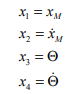 x₁ = x_M
x₂ = ẋ_M
x₃ = Θ
x₄ = Θ̇